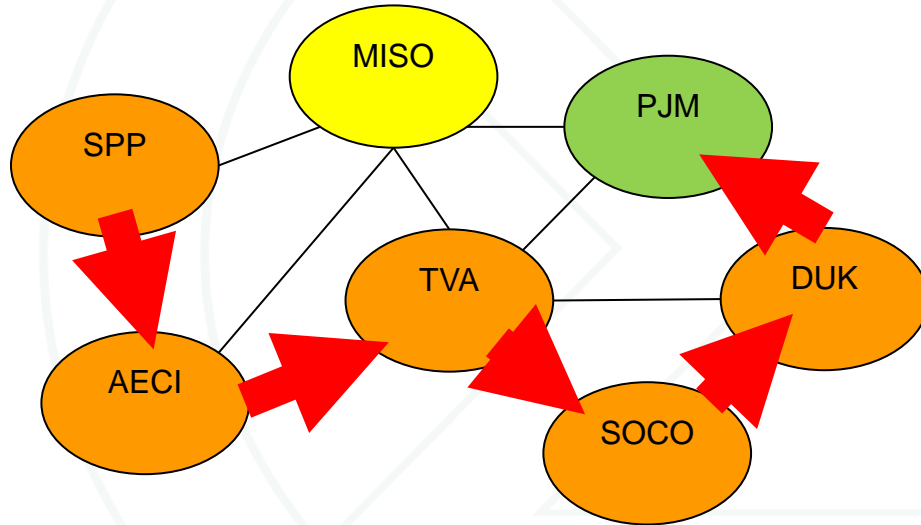 MISO
PJM
SPP
TVA
DUK
AECI
SOCO